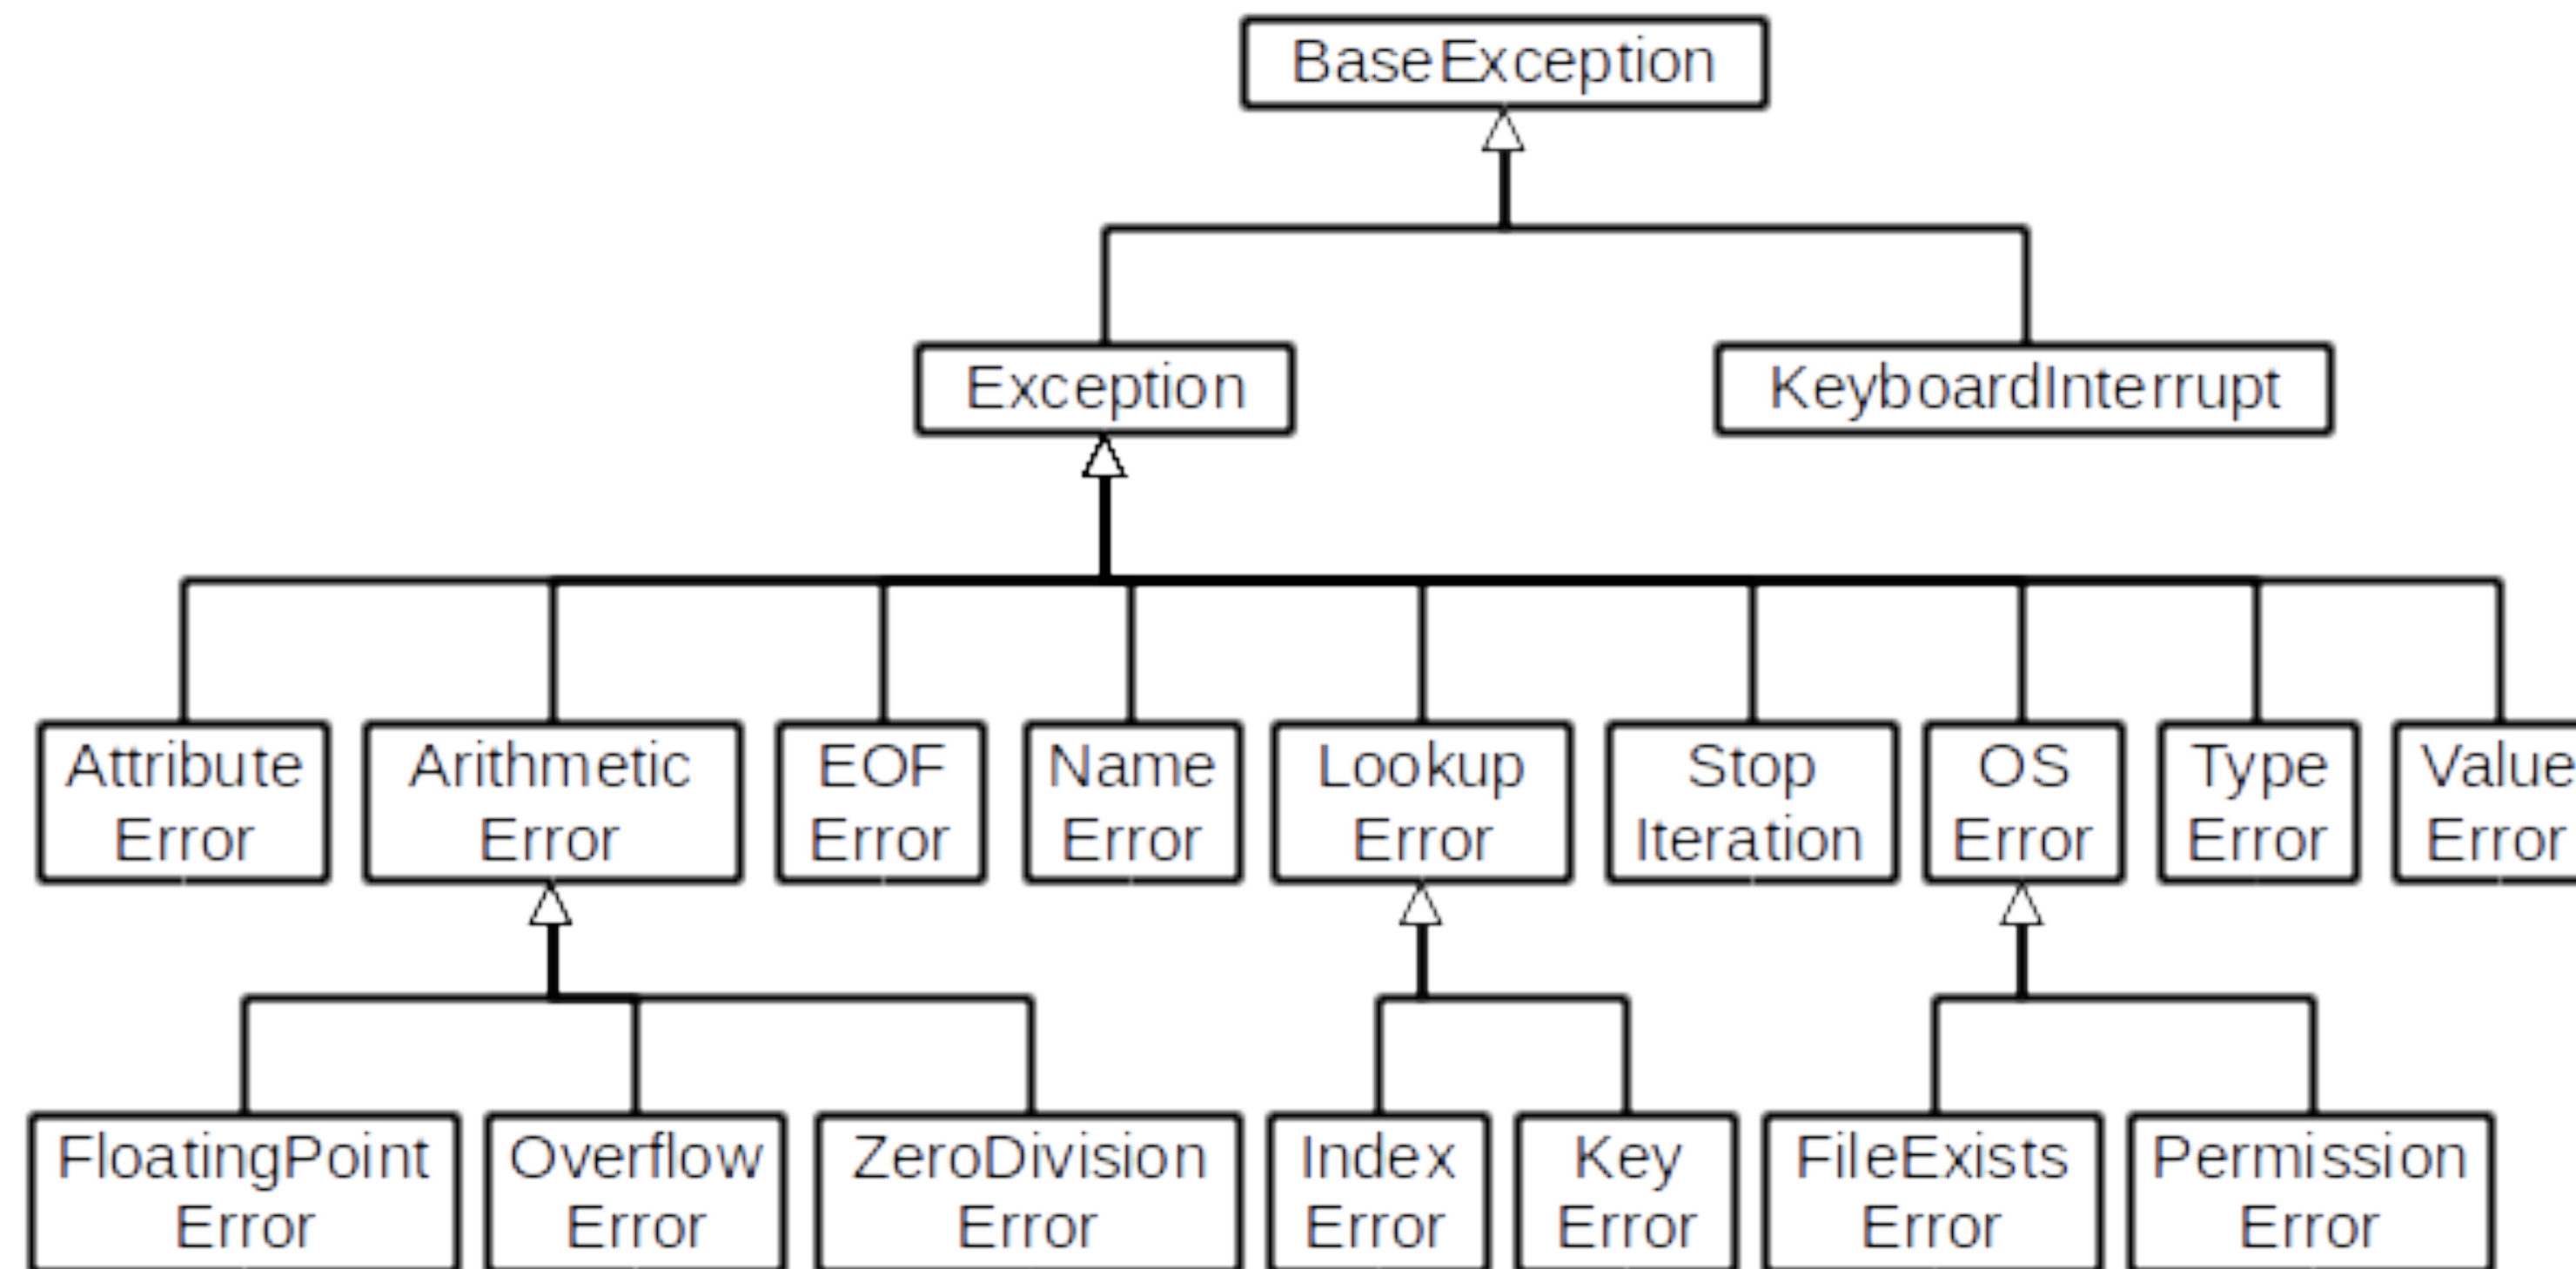 BaseException
Exception
KeyboardInterrupt
Attribute
Error
Arithmetic
Error
EOF
Error
Name
Error
Lookup
Error
Stop
Iteration
OS
Error
Type
Error
Value
Error
FloatingPoint
Error
Overflow
Error
ZeroDivision
Error
Index
Error
Key
Error
FileExists
Error
Permission
Error